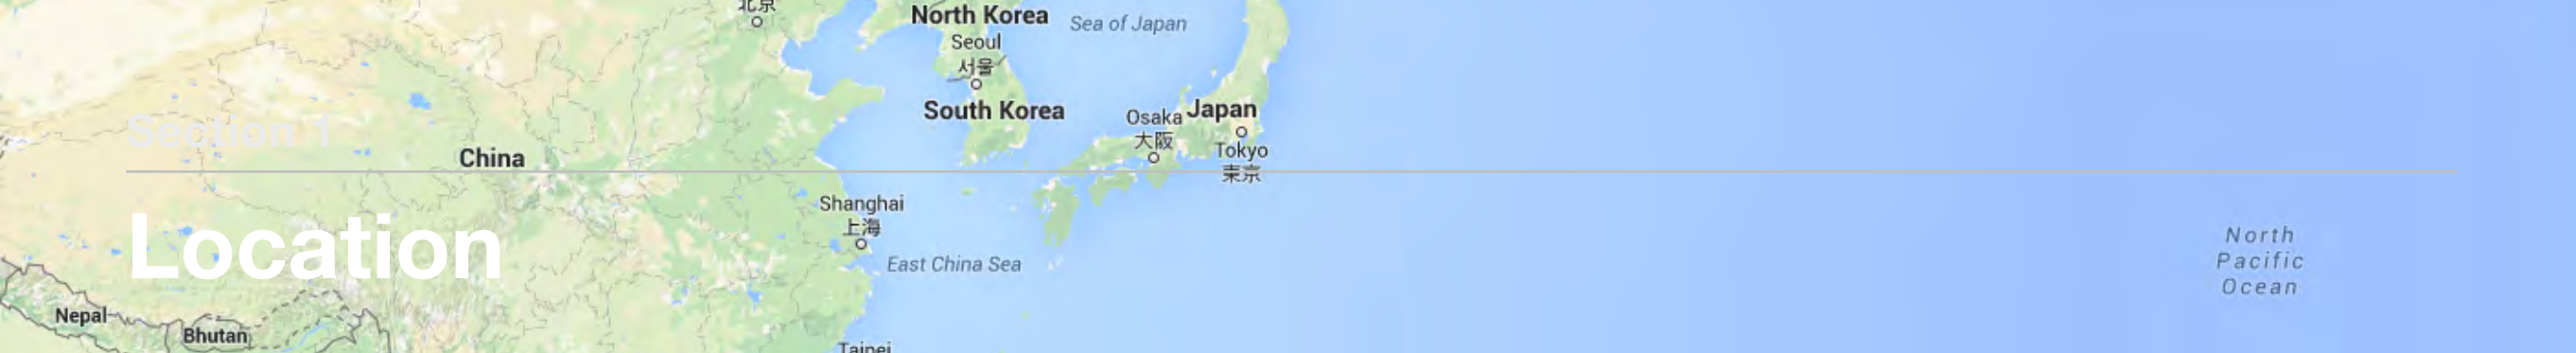 北京
North Korea
Sea of Japan
Seoul
서울
South Korea
Osaka
大阪
Japan
Tokyo
東京
Section 1
China
Location
Shanghai
上海
East China Sea
North
Pacific
Ocean
Nepal
Bhutan
Taipei